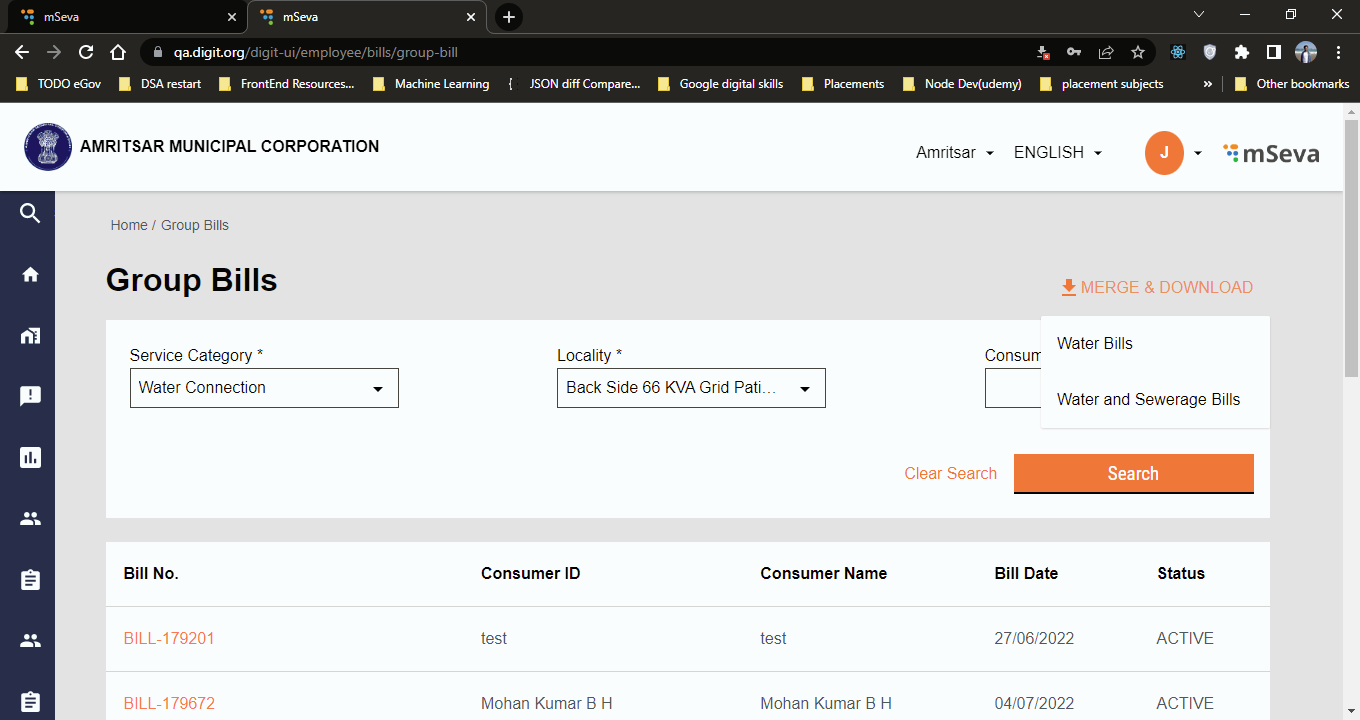 mSeva
mSeva
qa.digit.org/digit-ui/employee/bills/group-bill
TODO eGov
DSA restart
FrontEnd Resources...
Machine Learning
{ JSON diff Compare...
Google digital skills
Placements
Node Dev(udemy)
placement subjects
»
Other bookmarks
AMRITSAR MUNICIPAL CORPORATION
Amritsar
ENGLISH
J
mSeva
Home / Group Bills
Group Bills
MERGE & DOWNLOAD
Water Bills
Water and Sewerage Bills
Service Category *
Locality *
Consum
Water Connection
Back Side 66 KVA Grid Pati...
Clear Search
Search
Bill No. Consumer ID Consumer Name Bill Date Status
BILL-179201 test test 27/06/2022 ACTIVE
BILL-179672 Mohan Kumar B H Mohan Kumar B H 04/07/2022 ACTIVE